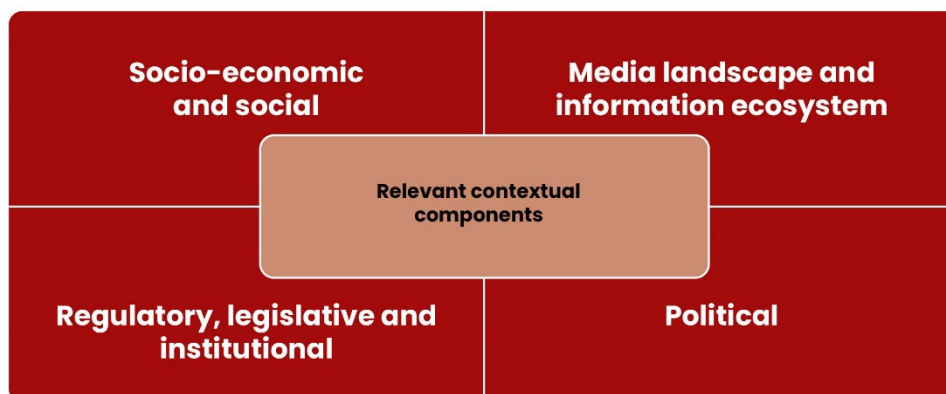 Socio-economic
and social
Media landscape and
information ecosystem
Relevant contextual
components
Regulatory, legislative and
institutional
Political